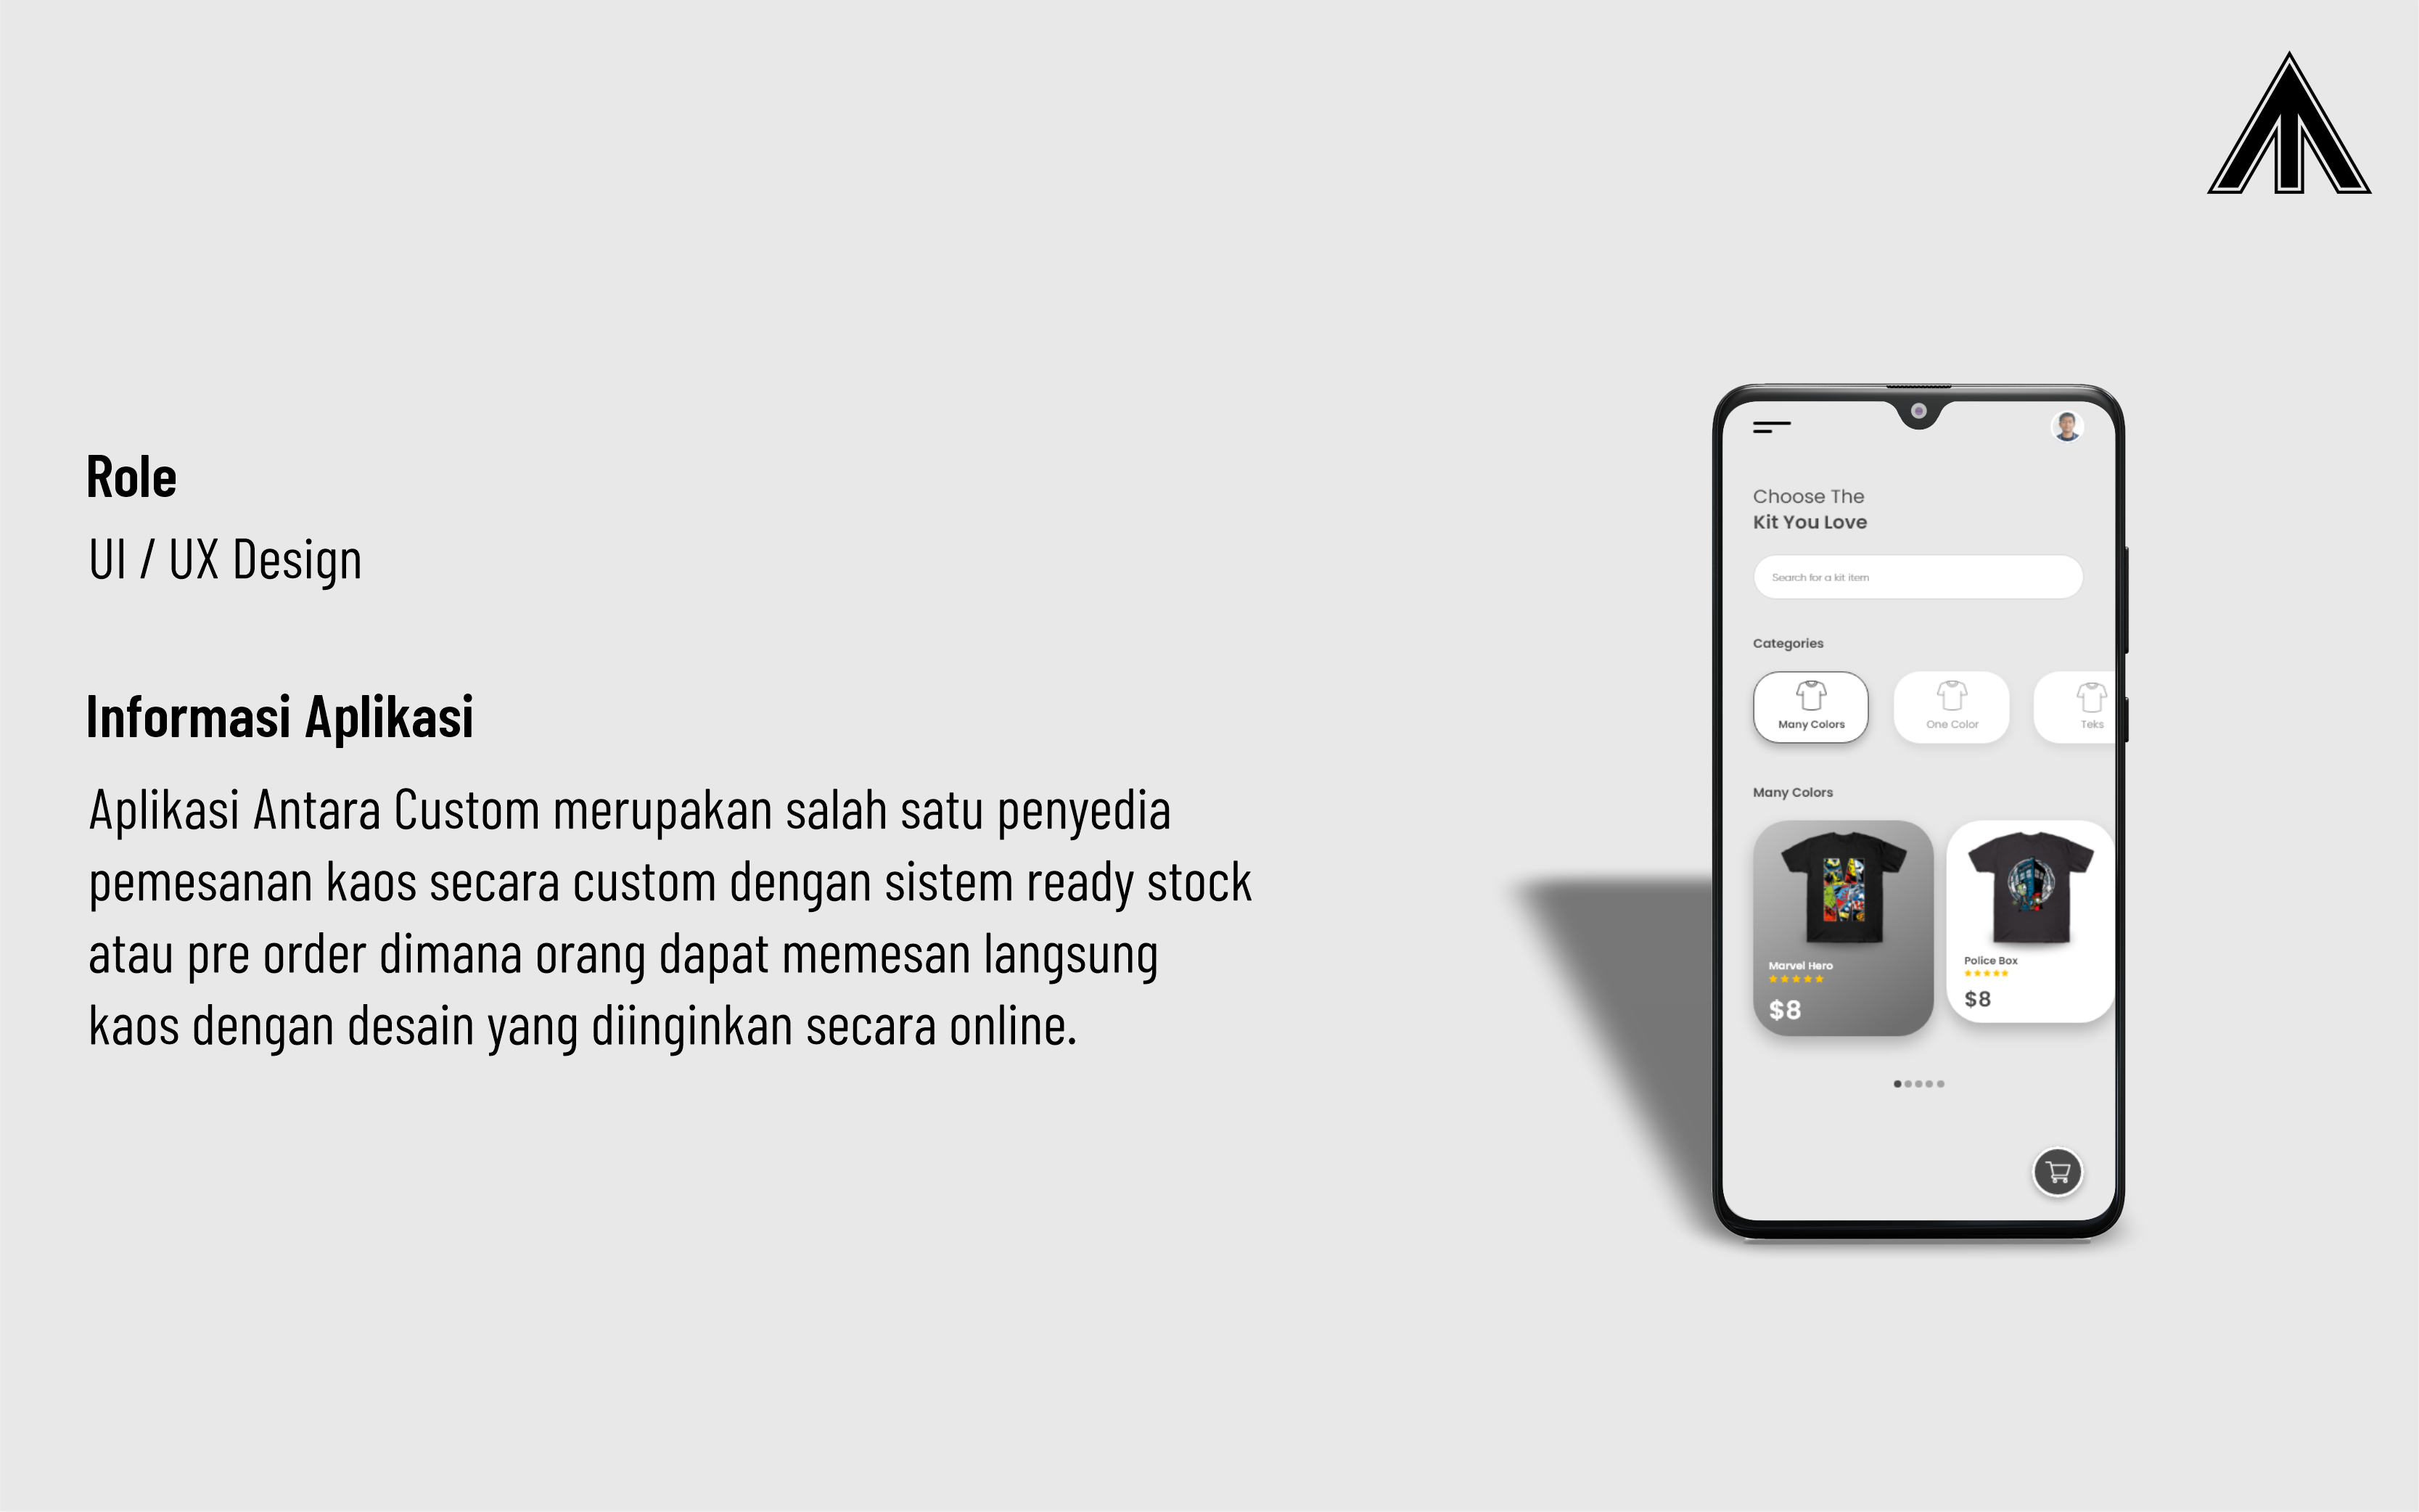 Role
UI / UX Design
Informasi Aplikasi
Aplikasi Antara Custom merupakan salah satu penyedia
pemesanan kaos secara custom dengan sistem ready stock
atau pre order dimana orang dapat memesan langsung
kaos dengan desain yang diinginkan secara online.
Choose The
Kit You Love
Search for a kit item
Categories
Many Colors
One Color
Teks
Many Colors
Marvel Hero
$8
Police Box
$8